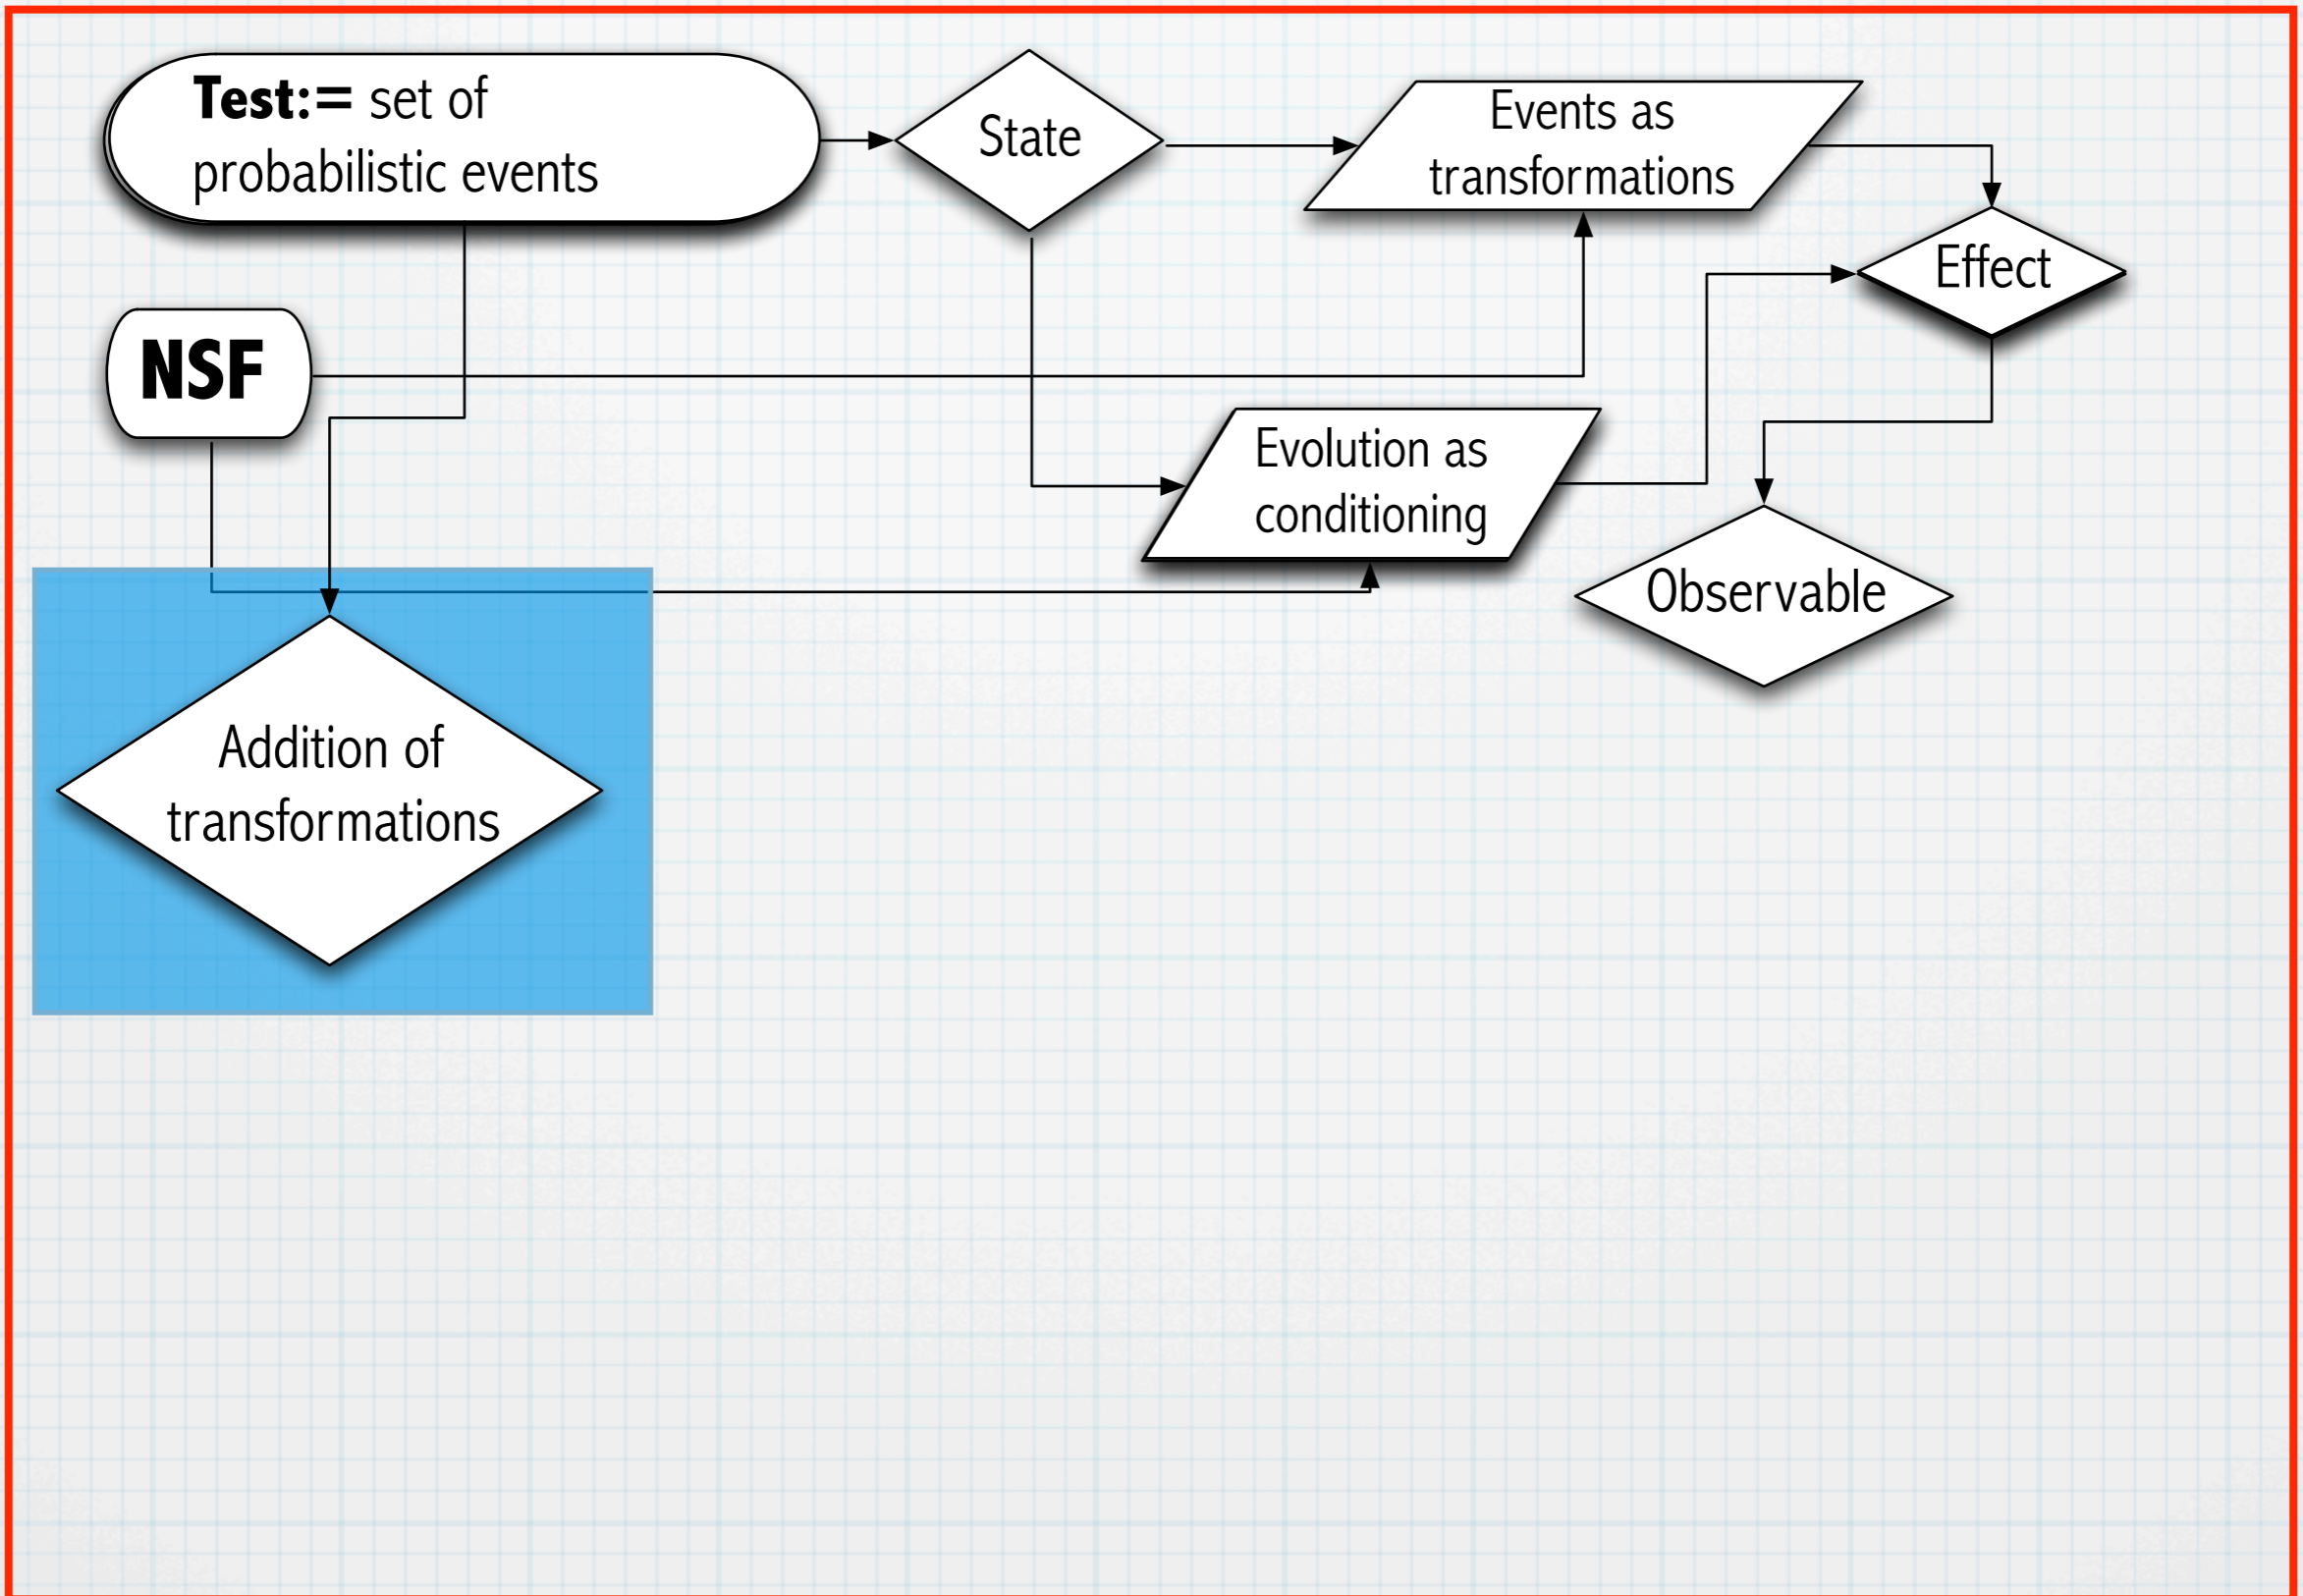 Test:= set of
probabilistic events
State
Events as
transformations
Effect
NSF
Evolution as
conditioning
Observable
Addition of
transformations